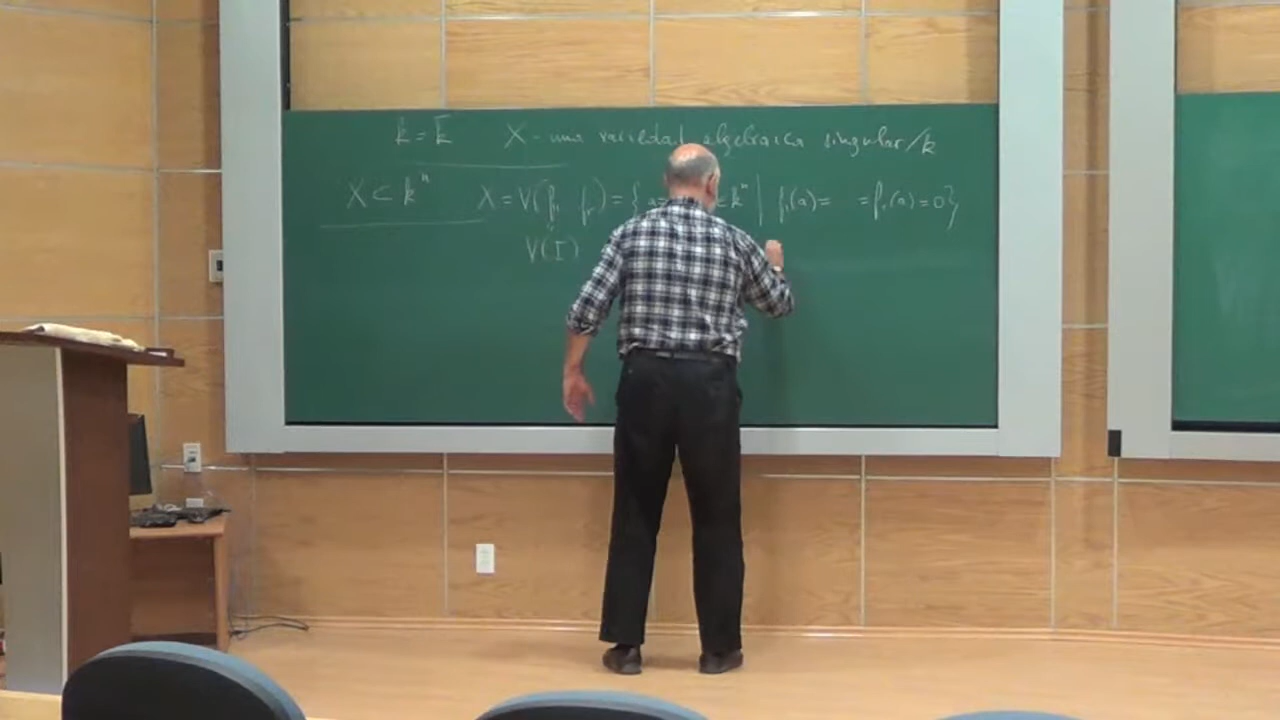 k = k̄ X - una variedad algebraica singular/k
X ⊂ kⁿ X = V(f₁ fᵣ) = { a= ∈ kⁿ | f₁(a)= =fᵣ(a)=0}
V(I)